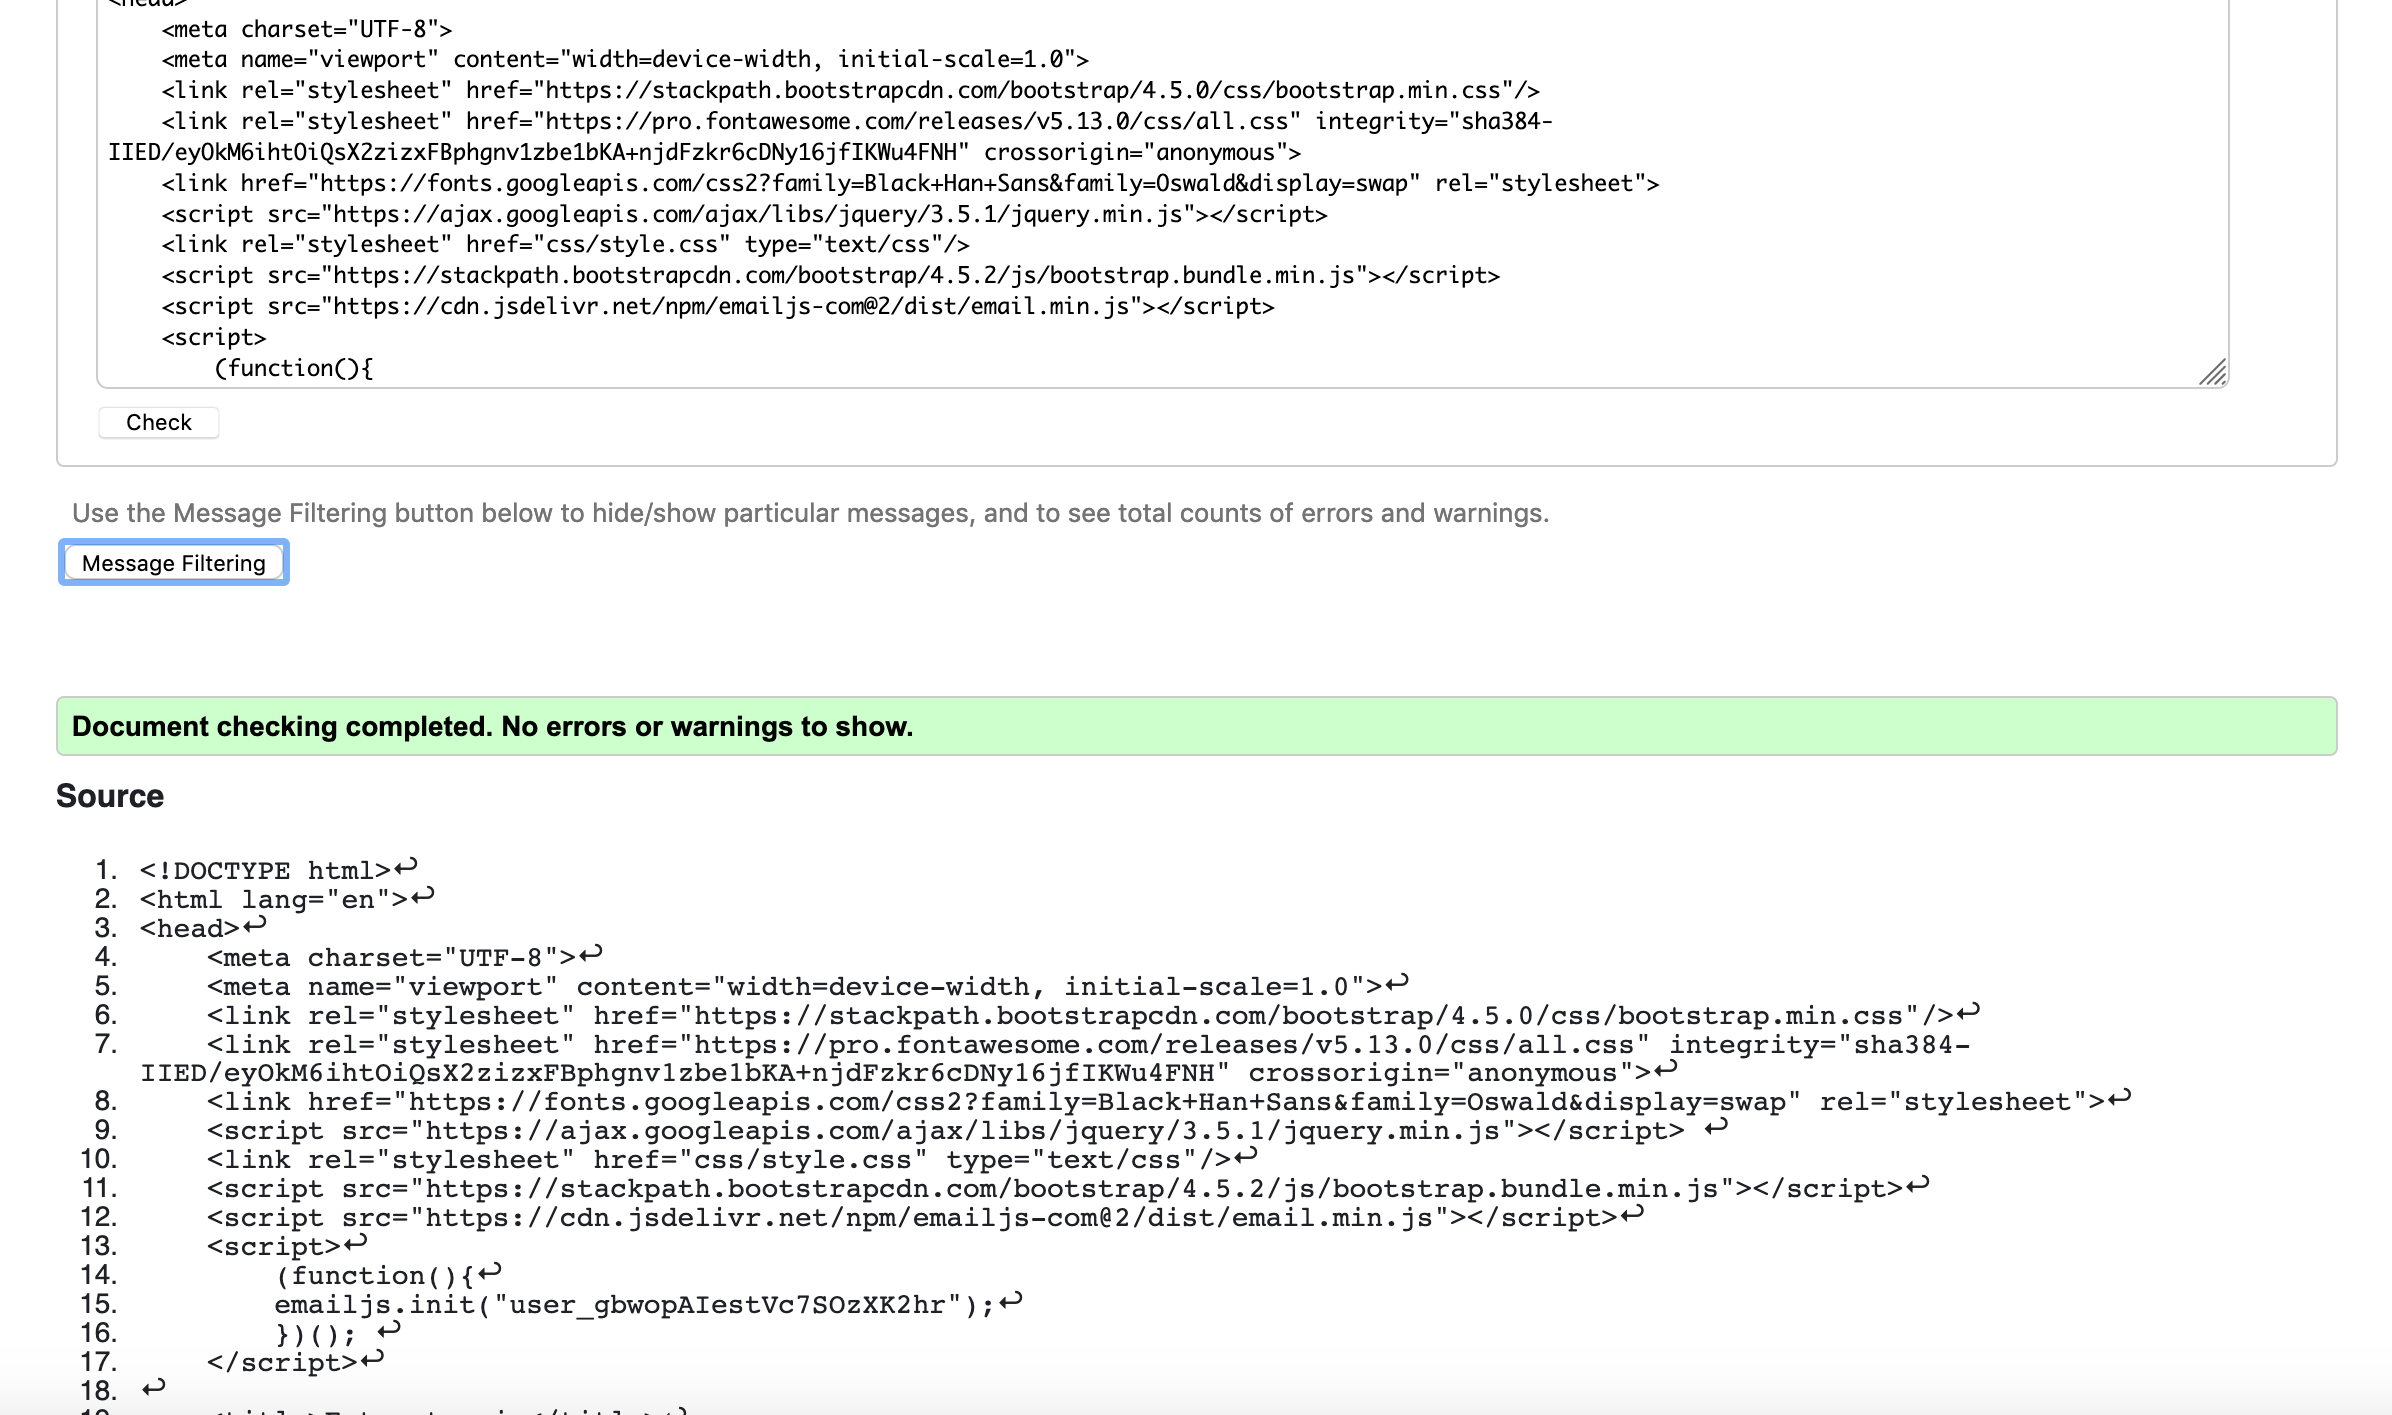 <head>
<meta charset="UTF-8">
<meta name="viewport" content="width=device-width, initial-scale=1.0">
<link rel="stylesheet" href="https://stackpath.bootstrapcdn.com/bootstrap/4.5.0/css/bootstrap.min.css"/>
<link rel="stylesheet" href="https://pro.fontawesome.com/releases/v5.13.0/css/all.css" integrity="sha384-
IIED/eyOkM6ihtOiQsX2zizxFBphgnv1zbe1bKA+njdFzkr6cDNy16jfIKWu4FNH" crossorigin="anonymous">
<link href="https://fonts.googleapis.com/css2?family=Black+Han+Sans&family=Oswald&display=swap" rel="stylesheet">
<script src="https://ajax.googleapis.com/ajax/libs/jquery/3.5.1/jquery.min.js"></script>
<link rel="stylesheet" href="css/style.css" type="text/css"/>
<script src="https://stackpath.bootstrapcdn.com/bootstrap/4.5.2/js/bootstrap.bundle.min.js"></script>
<script src="https://cdn.jsdelivr.net/npm/emailjs-com@2/dist/email.min.js"></script>
<script>
(function(){
Check
Use the Message Filtering button below to hide/show particular messages, and to see total counts of errors and warnings.
Message Filtering
Document checking completed. No errors or warnings to show.
Source
1. <!DOCTYPE html>↩
2. <html lang="en">↩
3. <head>↩
4. <meta charset="UTF-8">↩
5. <meta name="viewport" content="width=device-width, initial-scale=1.0">↩
6. <link rel="stylesheet" href="https://stackpath.bootstrapcdn.com/bootstrap/4.5.0/css/bootstrap.min.css"/>↩
7. <link rel="stylesheet" href="https://pro.fontawesome.com/releases/v5.13.0/css/all.css" integrity="sha384-
IIED/eyOkM6ihtOiQsX2zizxFBphgnv1zbe1bKA+njdFzkr6cDNy16jfIKWu4FNH" crossorigin="anonymous">↩
8. <link href="https://fonts.googleapis.com/css2?family=Black+Han+Sans&family=Oswald&display=swap" rel="stylesheet">↩
9. <script src="https://ajax.googleapis.com/ajax/libs/jquery/3.5.1/jquery.min.js"></script> ↩
10. <link rel="stylesheet" href="css/style.css" type="text/css"/>↩
11. <script src="https://stackpath.bootstrapcdn.com/bootstrap/4.5.2/js/bootstrap.bundle.min.js"></script>↩
12. <script src="https://cdn.jsdelivr.net/npm/emailjs-com@2/dist/email.min.js"></script>↩
13. <script>↩
14. (function(){↩
15. emailjs.init("user_gbwopAIestVc7SOzXK2hr");↩
16. })(); ↩
17. </script>↩
18. ↩